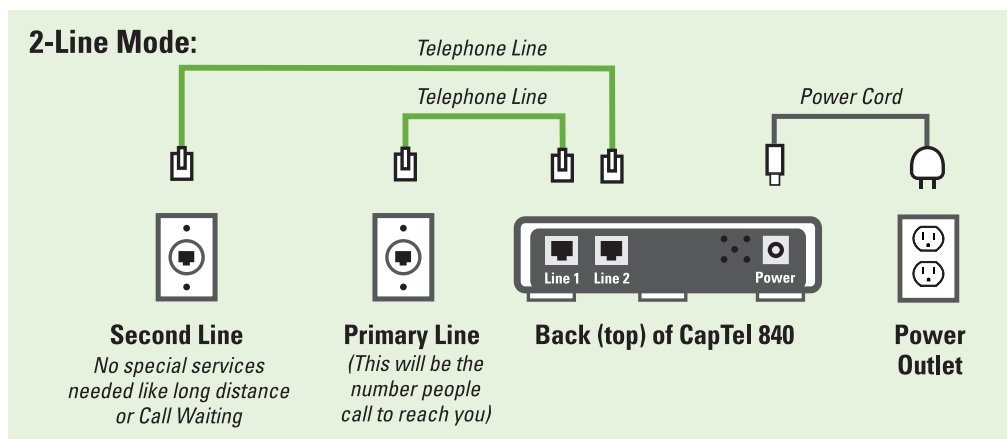 2-Line Mode:
Telephone Line
Telephone Line
Power Cord
Line 1 Line 2
Power
Second Line
No special services
needed like long distance
or Call Waiting
Primary Line
(This will be the
number people
call to reach you)
Back (top) of CapTel 840
Power
Outlet